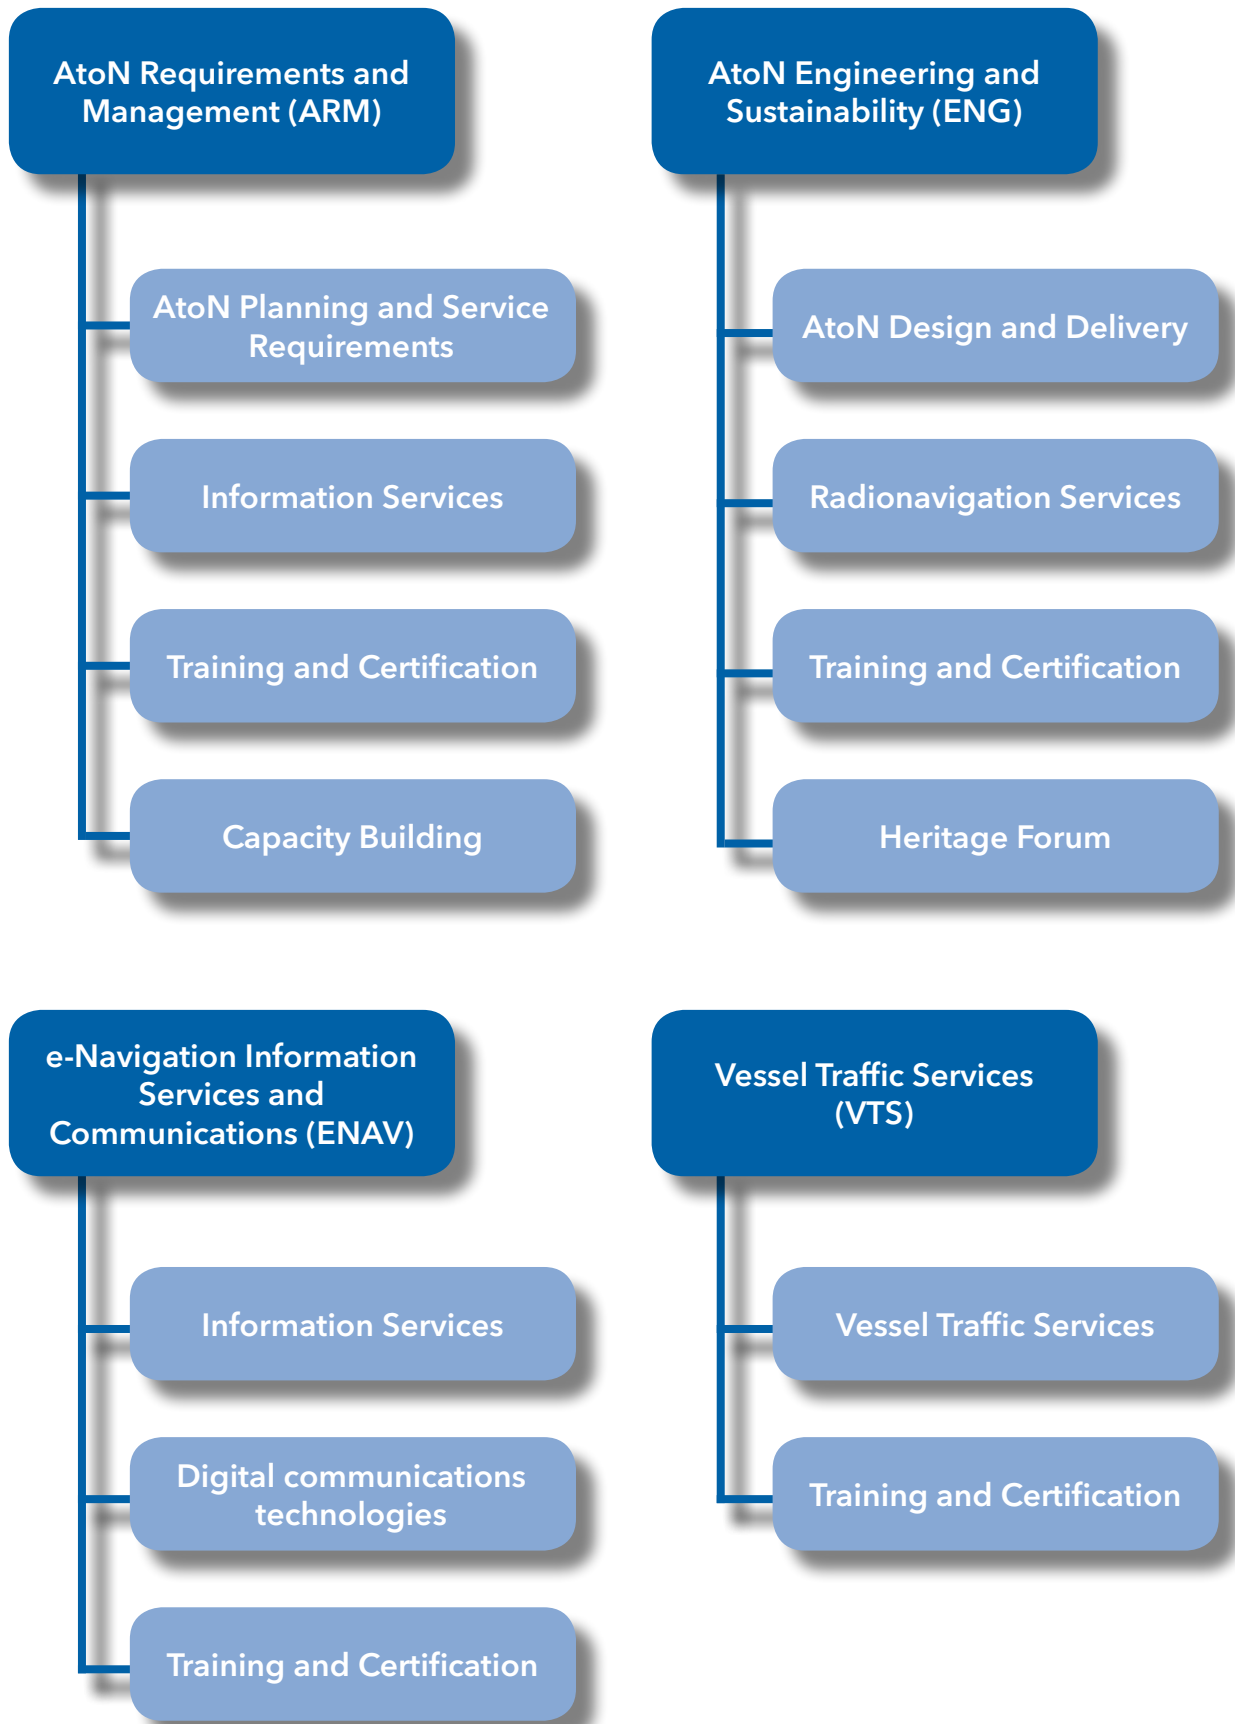 AtoN Requirements and
Management (ARM)
AtoN Planning and Service
Requirements
Information Services
Training and Certification
Capacity Building
AtoN Engineering and
Sustainability (ENG)
AtoN Design and Delivery
Radionavigation Services
Training and Certification
Heritage Forum
e-Navigation Information
Services and
Communications (ENAV)
Information Services
Digital communications
technologies
Training and Certification
Vessel Traffic Services
(VTS)
Vessel Traffic Services
Training and Certification